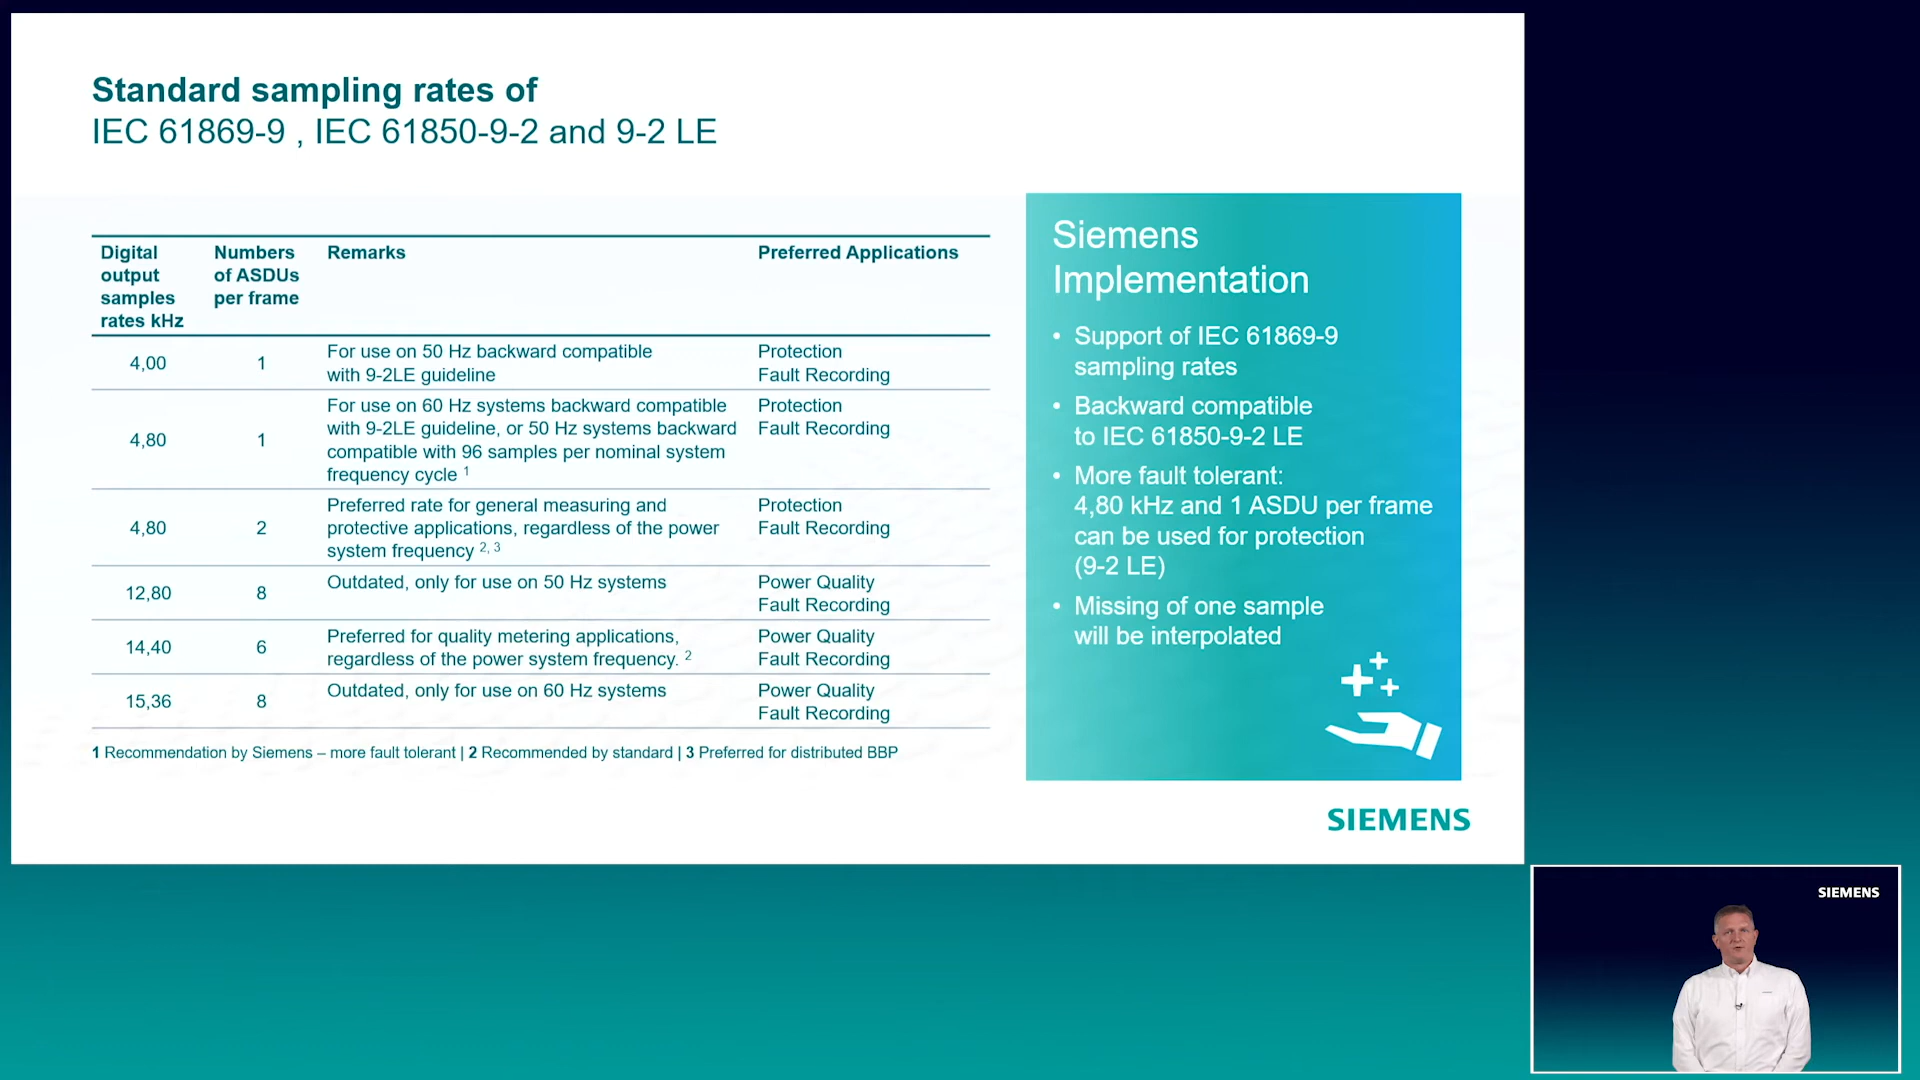 Standard sampling rates of
IEC 61869-9 , IEC 61850-9-2 and 9-2 LE
Digital output samples rates kHz
Numbers of ASDUs per frame
Remarks
Preferred Applications
4,00
1
For use on 50 Hz backward compatible
with 9-2LE guideline
Protection
Fault Recording
4,80
1
For use on 60 Hz systems backward compatible
with 9-2LE guideline, or 50 Hz systems backward
compatible with 96 samples per nominal system
frequency cycle 1
Protection
Fault Recording
4,80
2
Preferred rate for general measuring and
protective applications, regardless of the power
system frequency 2, 3
Protection
Fault Recording
12,80
8
Outdated, only for use on 50 Hz systems
Power Quality
Fault Recording
14,40
6
Preferred for quality metering applications,
regardless of the power system frequency. 2
Power Quality
Fault Recording
15,36
8
Outdated, only for use on 60 Hz systems
Power Quality
Fault Recording
1 Recommendation by Siemens – more fault tolerant | 2 Recommended by standard | 3 Preferred for distributed BBP
Siemens
Implementation
• Support of IEC 61869-9
sampling rates
• Backward compatible
to IEC 61850-9-2 LE
• More fault tolerant:
4,80 kHz and 1 ASDU per frame
can be used for protection
(9-2 LE)
• Missing of one sample
will be interpolated
SIEMENS
SIEMENS